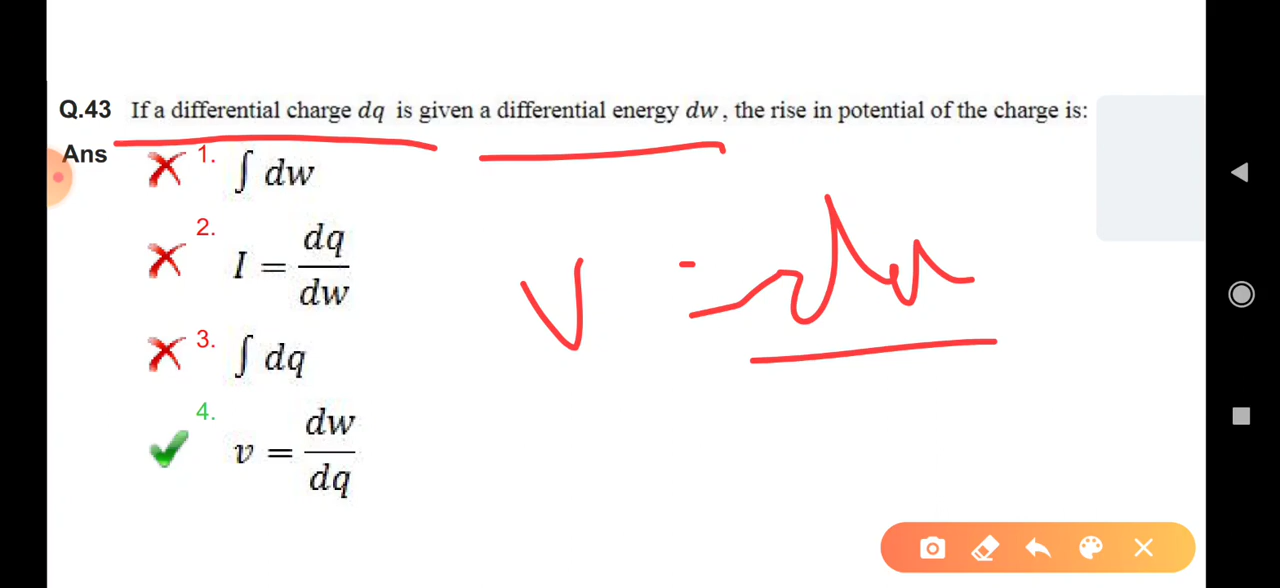 Q.43 If a differential charge dq is given a differential energy dw, the rise in potential of the charge is:
Ans
1. ∫ dw
2. I = dq/dw
3. ∫ dq
4. v = dw/dq
V =